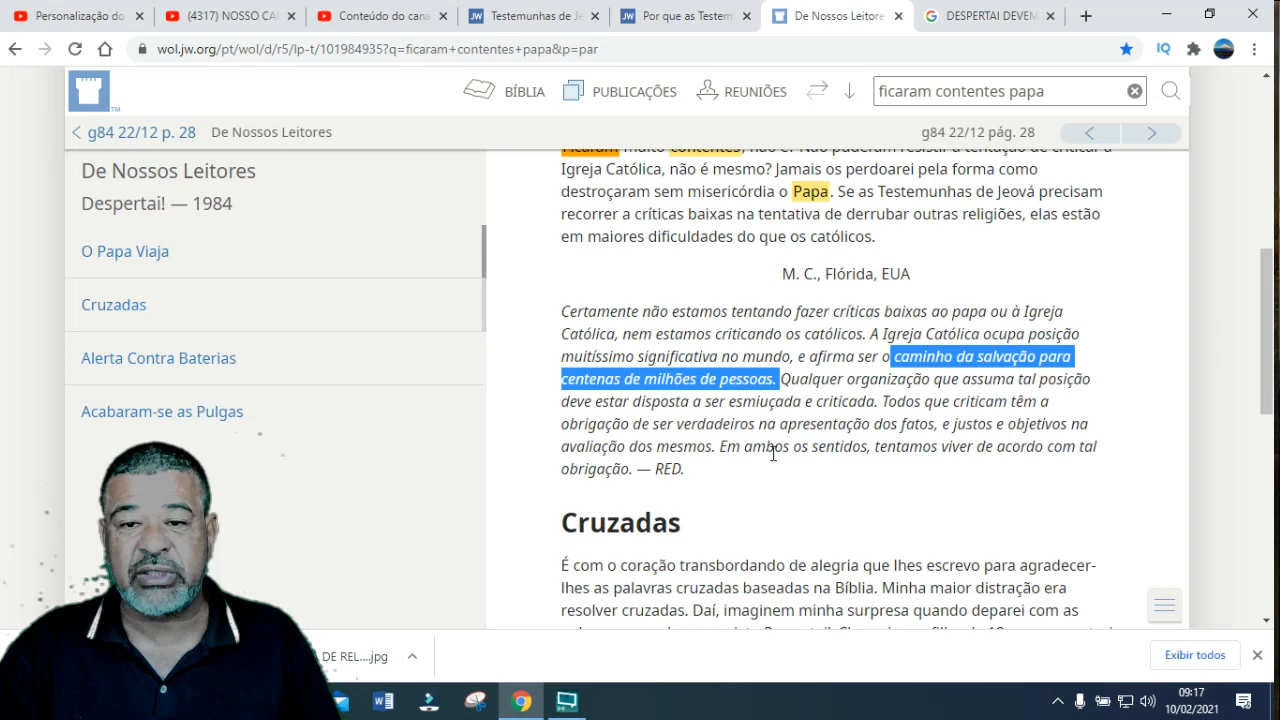 Personalização do
(4317) NOSSO CA
Conteúdo do cana
Testemunhas de Je
Por que as Testem
De Nossos Leitore
DESPERTAI DEVEM
wol.jw.org/pt/wol/d/r5/lp-t/101984935?q=ficaram+contentes+papa&p=par
BÍBLIA
PUBLICAÇÕES
REUNIÕES
ficaram contentes papa
g84 22/12 p. 28 De Nossos Leitores
g84 22/12 pág. 28
De Nossos Leitores
Despertai! — 1984
O Papa Viaja
Cruzadas
Alerta Contra Baterias
Acabaram-se as Pulgas
Ficaram muito contentes, não é? Não puderam resistir à tentação de criticar a
Igreja Católica, não é mesmo? Jamais os perdoarei pela forma como
destroçaram sem misericórdia o Papa. Se as Testemunhas de Jeová precisam
recorrer a críticas baixas na tentativa de derrubar outras religiões, elas estão
em maiores dificuldades do que os católicos.
M. C., Flórida, EUA
Certamente não estamos tentando fazer críticas baixas ao papa ou à Igreja
Católica, nem estamos criticando os católicos. A Igreja Católica ocupa posição
muitíssimo significativa no mundo, e afirma ser o caminho da salvação para
centenas de milhões de pessoas. Qualquer organização que assuma tal posição
deve estar disposta a ser esmiuçada e criticada. Todos que criticam têm a
obrigação de ser verdadeiros na apresentação dos fatos, e justos e objetivos na
avaliação dos mesmos. Em ambos os sentidos, tentamos viver de acordo com tal
obrigação. — RED.
Cruzadas
É com o coração transbordando de alegria que lhes escrevo para agradecer-
lhes as palavras cruzadas baseadas na Bíblia. Minha maior distração era
resolver cruzadas. Daí, imaginem minha surpresa quando deparei com as
DE REL....jpg
Exibir todos
09:17
10/02/2021